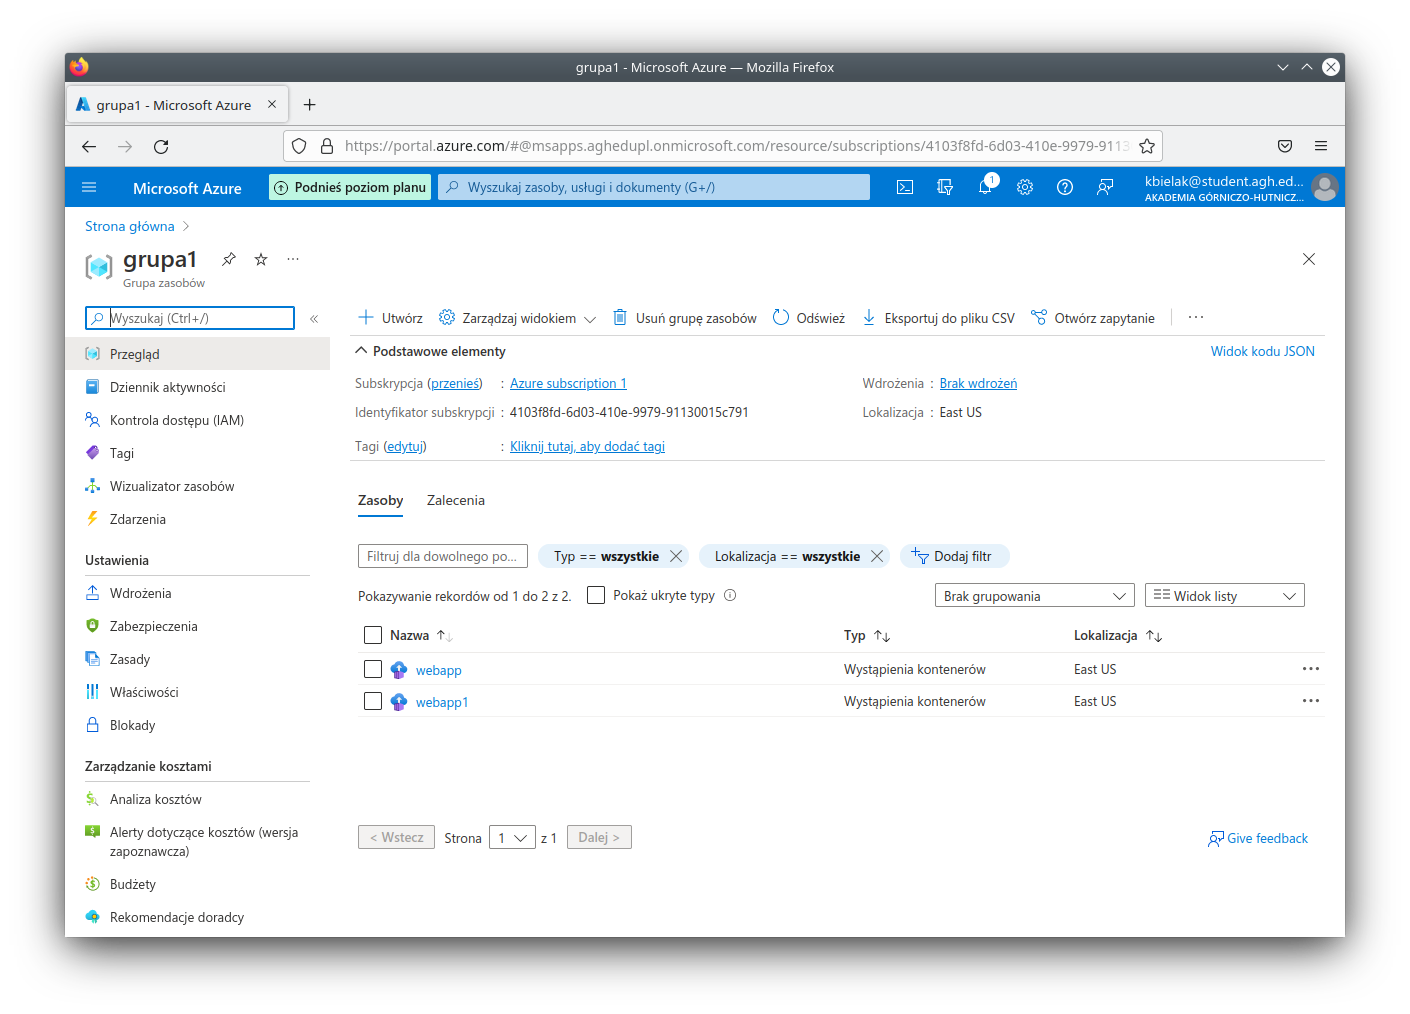 grupa1 - Microsoft Azure — Mozilla Firefox
grupa1 - Microsoft Azure
https://portal.azure.com/#@msapps.aghedupl.onmicrosoft.com/resource/subscriptions/4103f8fd-6d03-410e-9979-9113
Microsoft Azure
Podnieś poziom planu
Wyszukaj zasoby, usługi i dokumenty (G+/)
1
kbielak@student.agh.ed...
AKADEMIA GÓRNICZO-HUTNICZ...
Strona główna
grupa1
Grupa zasobów
Wyszukaj (Ctrl+/)
Przegląd
Dziennik aktywności
Kontrola dostępu (IAM)
Tagi
Wizualizator zasobów
Zdarzenia
Ustawienia
Wdrożenia
Zabezpieczenia
Zasady
Właściwości
Blokady
Zarządzanie kosztami
Analiza kosztów
Alerty dotyczące kosztów (wersja
zapoznawcza)
Budżety
Rekomendacje doradcy
Utwórz
Zarządzaj widokiem
Usuń grupę zasobów
Odśwież
Eksportuj do pliku CSV
Otwórz zapytanie
Podstawowe elementy
Widok kodu JSON
Subskrypcja (przenieś) : Azure subscription 1
Wdrożenia : Brak wdrożeń
Identyfikator subskrypcji : 4103f8fd-6d03-410e-9979-91130015c791
Lokalizacja : East US
Tagi (edytuj) : Kliknij tutaj, aby dodać tagi
Zasoby
Zalecenia
Filtruj dla dowolnego po...
Typ == wszystkie
Lokalizacja == wszystkie
Dodaj filtr
Pokazywanie rekordów od 1 do 2 z 2.
Pokaż ukryte typy
Brak grupowania
Widok listy
Nazwa Typ Lokalizacja
webapp Wystąpienia kontenerów East US
webapp1 Wystąpienia kontenerów East US
< Wstecz Strona 1 z 1 Dalej >
Give feedback